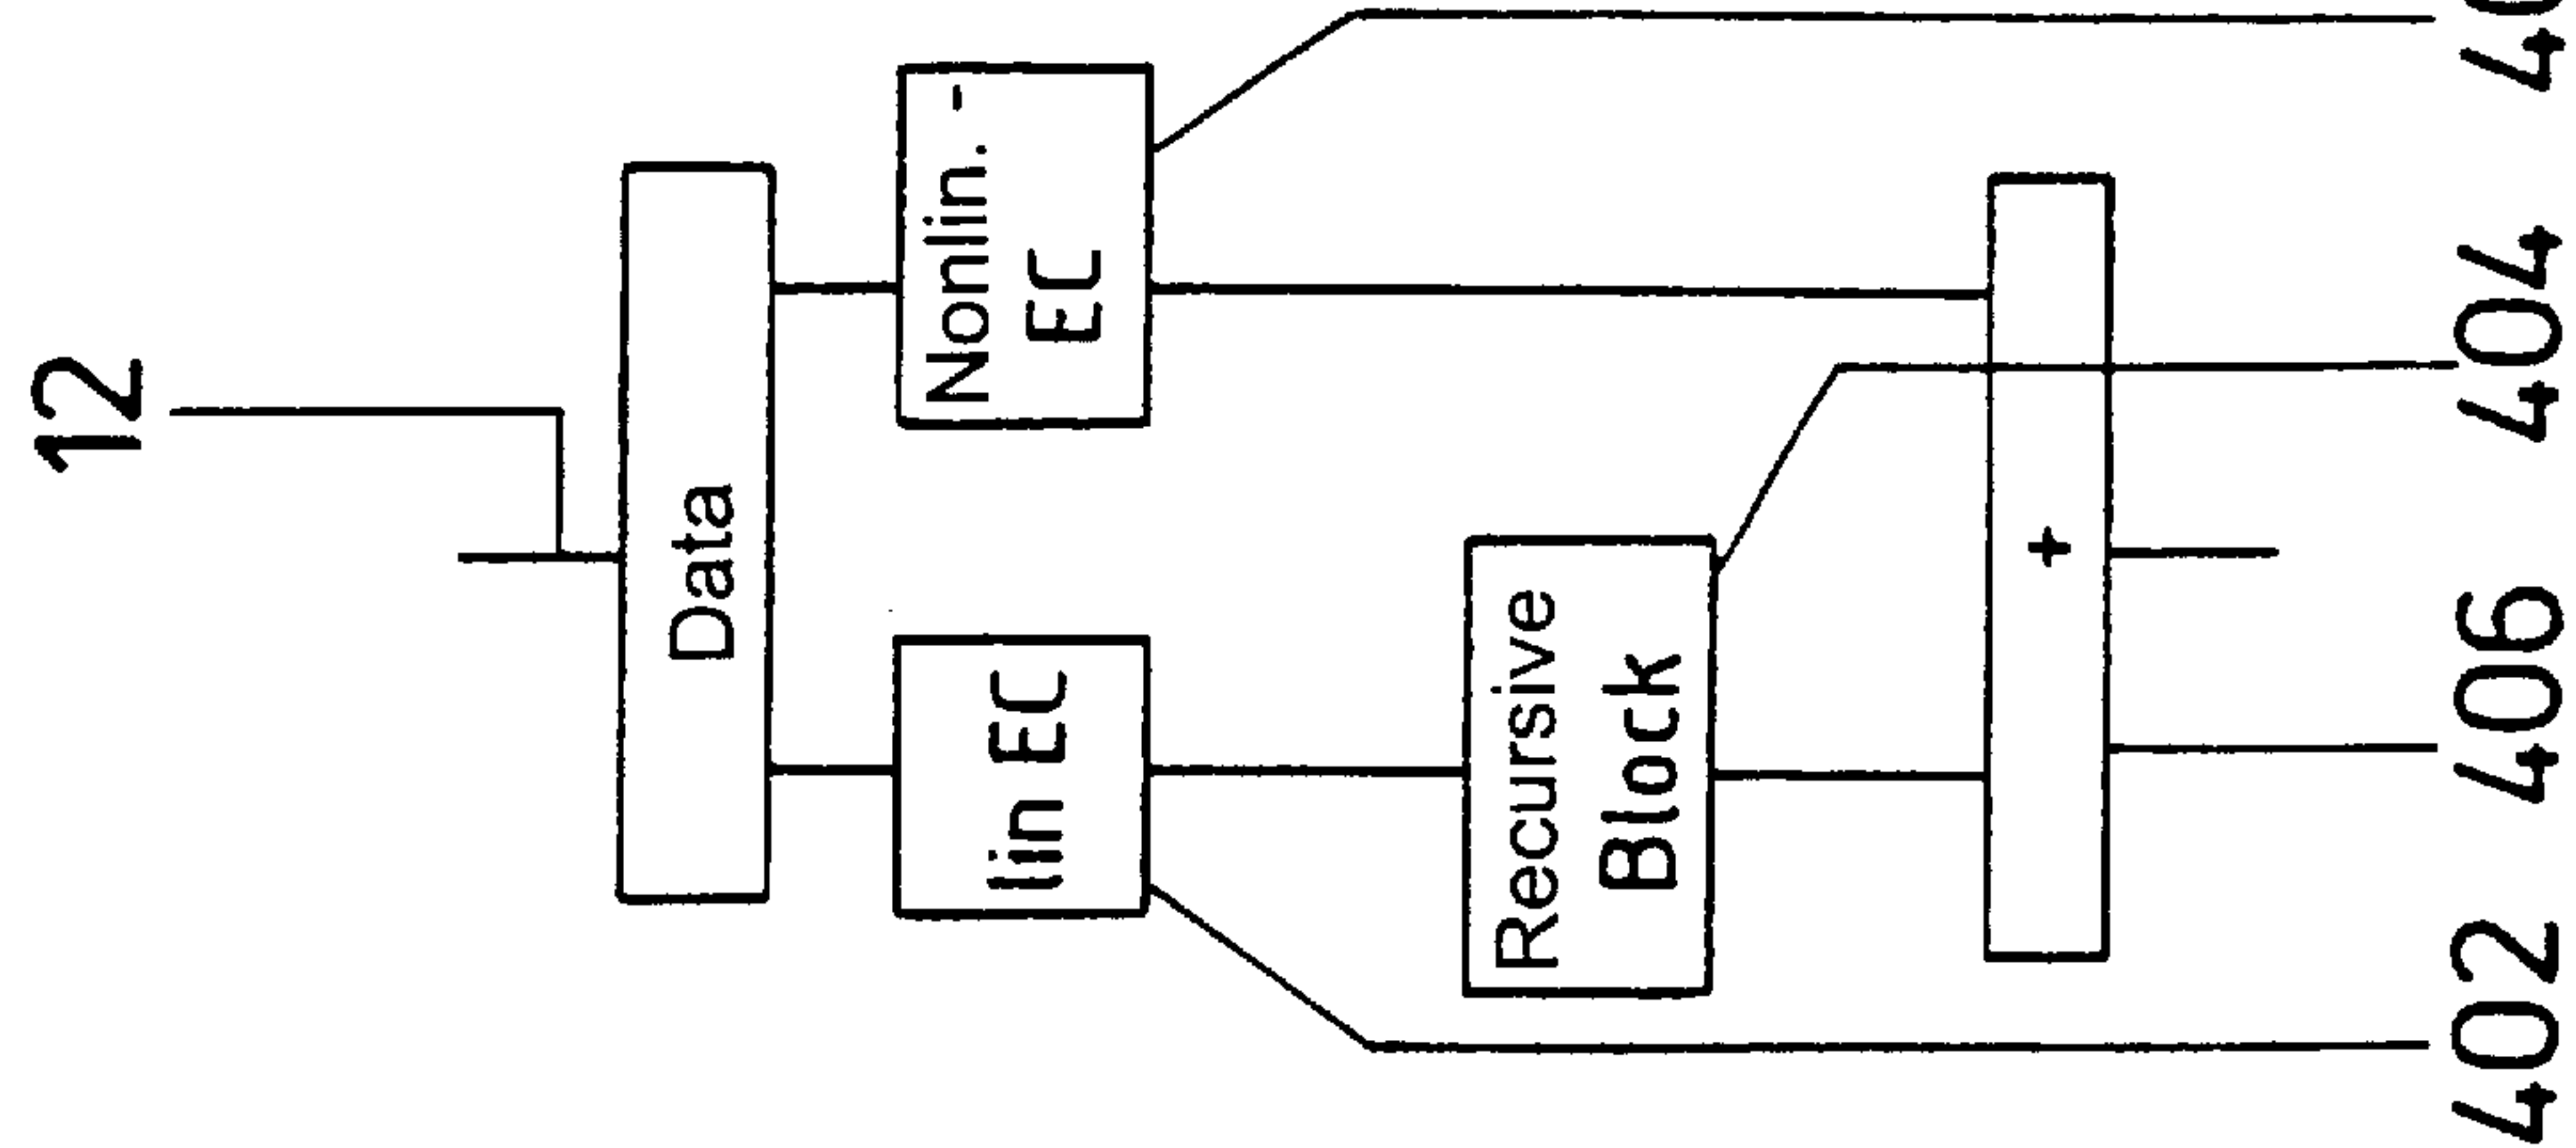 12
Data
lin EC
Nonlin. -
EC
Recursive
Block
+
402
406
404